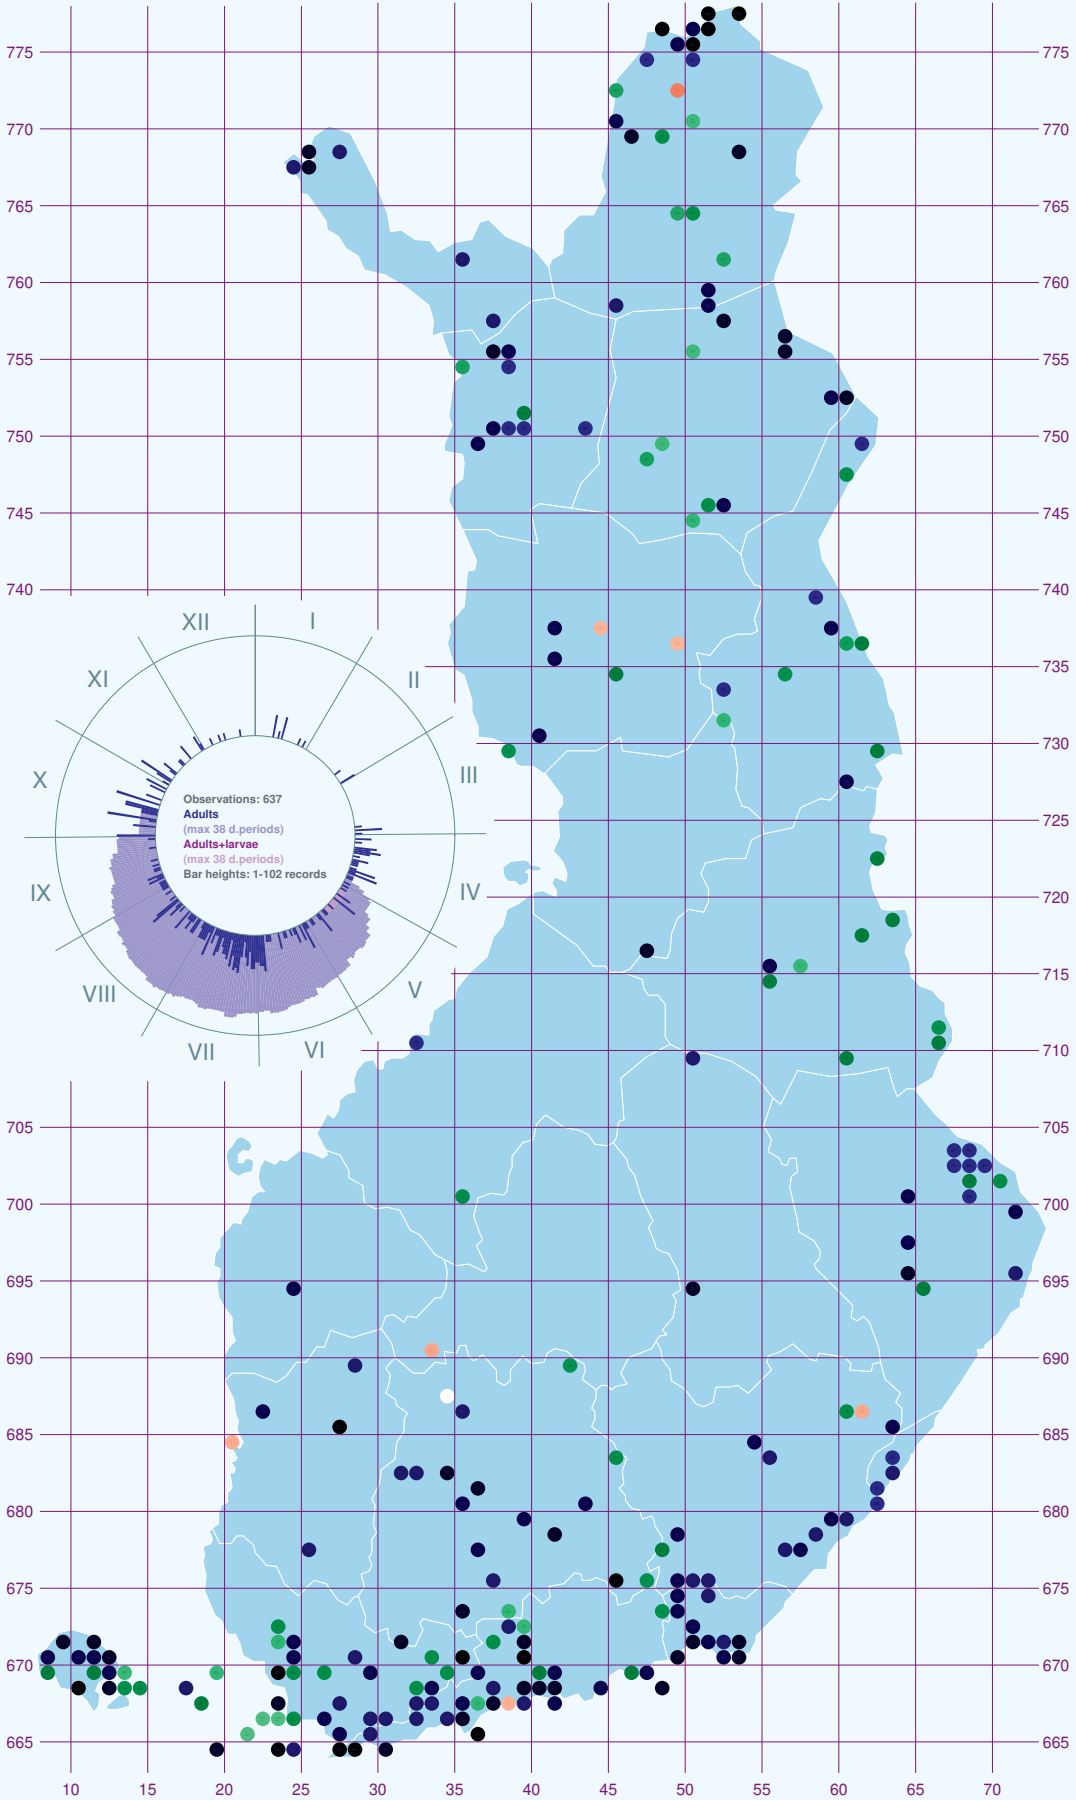 775 775
770 770
765 765
760 760
755 755
750 750
745 745
740 740
XII I
XI II
735 735
730 730
X III
Observations: 637
Adults
(max 38 d.periods)
Adults+larvae
(max 38 d.periods)
Bar heights: 1-102 records
725 725
IX IV
720 720
715 715
VIII V
VII VI
710 710
705 705
700 700
695 695
690 690
685 685
680 680
675 675
670 670
665 665
10 15 20 25 30 35 40 45 50 55 60 65 70